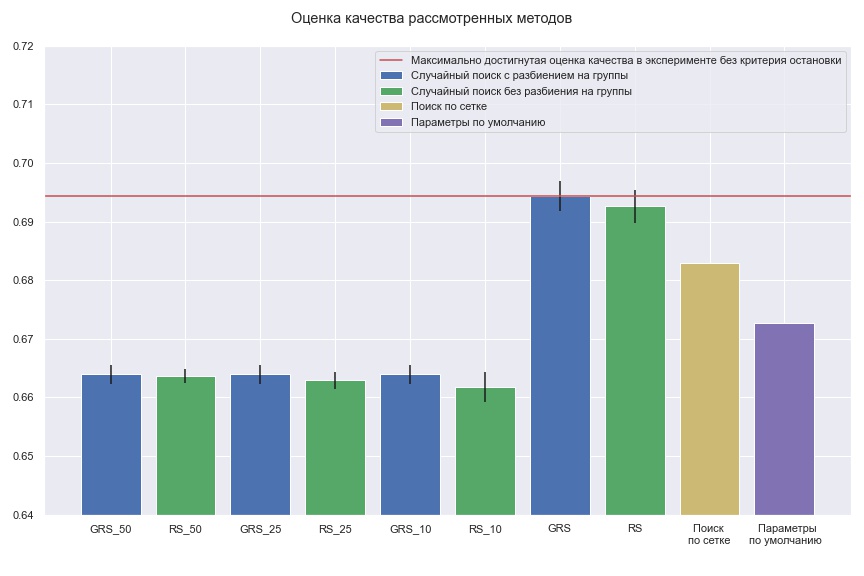 Оценка качества рассмотренных методов
0.72
0.71
0.70
0.69
0.68
0.67
0.66
0.65
0.64
Максимально достигнутая оценка качества в эксперименте без критерия остановки
Случайный поиск с разбиением на группы
Случайный поиск без разбиения на группы
Поиск по сетке
Параметры по умолчанию
GRS_50
RS_50
GRS_25
RS_25
GRS_10
RS_10
GRS
RS
Поиск
по сетке
Параметры
по умолчанию